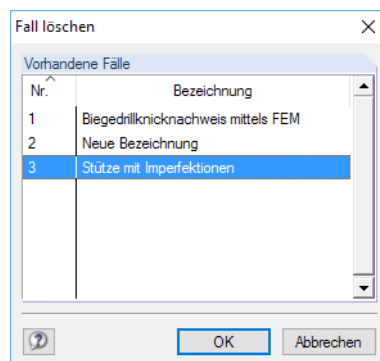 Fall löschen
Vorhandene Fälle
Nr. Bezeichnung
1 Biegedrillknicknachweis mittels FEM
2 Neue Bezeichnung
3 Stütze mit Imperfektionen
OK Abbrechen